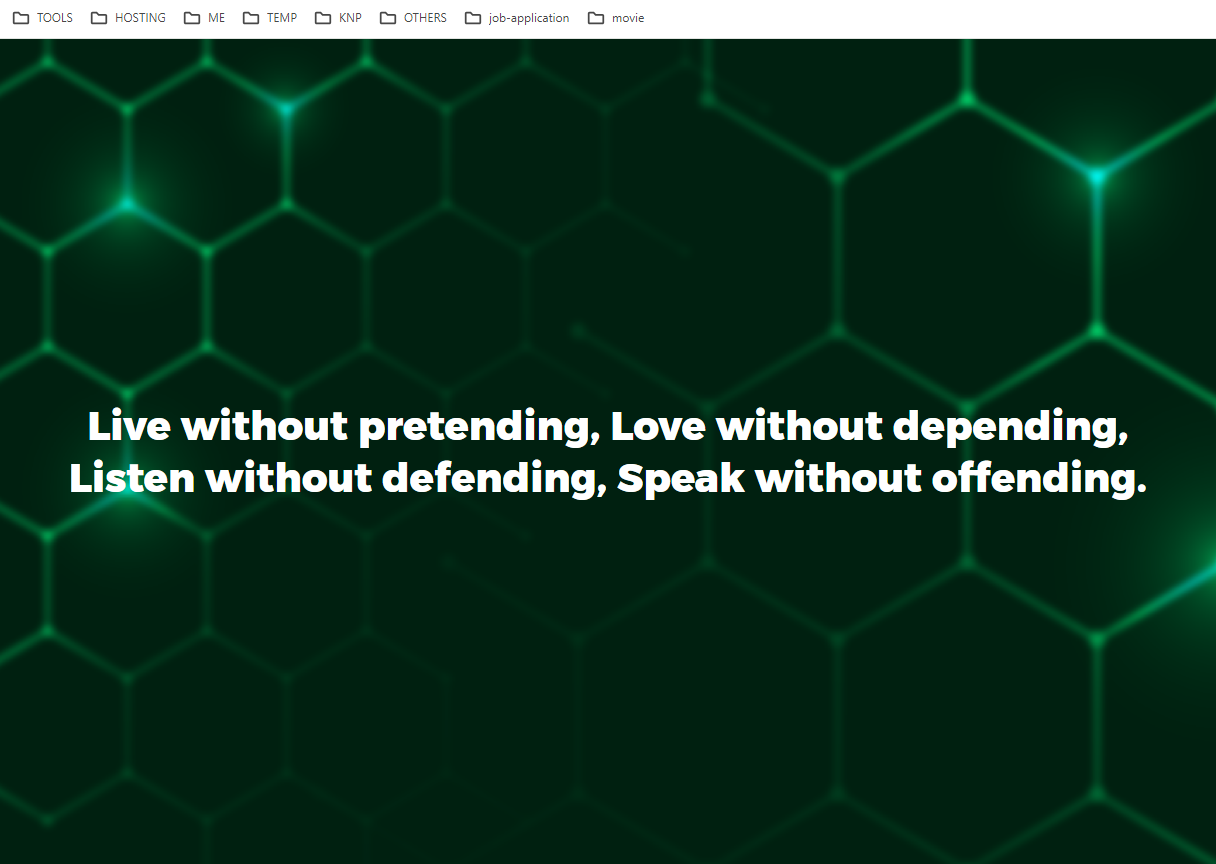 TOOLS HOSTING ME TEMP KNP OTHERS job-application movie
Live without pretending, Love without depending,
Listen without defending, Speak without offending.